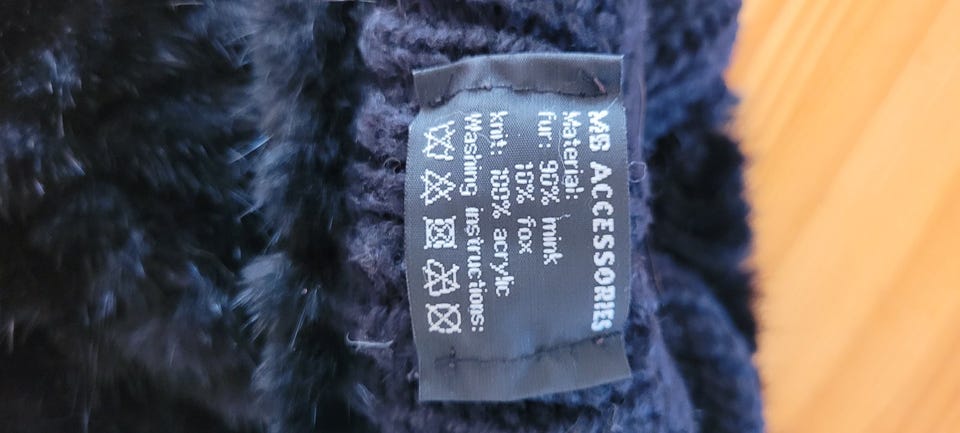 MB ACCESSORIES
Material:
fur: 90% mink
10% fox
knit: 100% acrylic
Washing instructions: